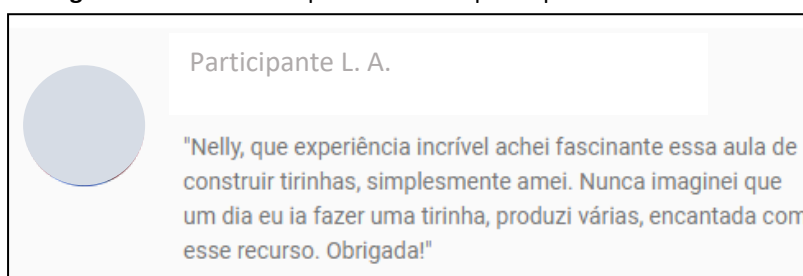 Participante L. A.
"Nelly, que experiência incrível achei fascinante essa aula de
construir tirinhas, simplesmente amei. Nunca imaginei que
um dia eu ia fazer uma tirinha, produzi várias, encantada com
esse recurso. Obrigada!"